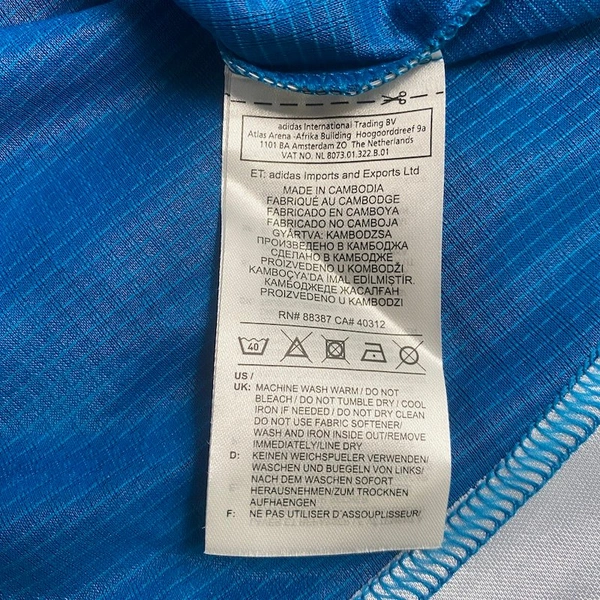 adidas International Trading BV
Atlas Arena -Afrika Building Hoogoorddreef 9a
1101 BA Amsterdam ZO The Netherlands
VAT NO. NL 8073.01.322.B.01
ET: adidas Imports and Exports Ltd
MADE IN CAMBODIA
FABRIQUÉ AU CAMBODGE
FABRICADO EN CAMBOYA
FABRICADO NO CAMBOJA
GYÁRTVA: KAMBODZSA
ПРОИЗВЕДЕНО В КАМБОДЖА
СДЕЛАНО В КАМБОДЖЕ
PROIZVEDENO U KOMBODŽI
KAMBOÇYA'DA İMAL EDİLMİŞTİR.
КАМБОДЖЕДЕ ЖАСАЛҒАН
PROIZVEDENO U KAMBODZI
RN# 88387 CA# 40312
40
US /
UK: MACHINE WASH WARM / DO NOT
BLEACH / DO NOT TUMBLE DRY / COOL
IRON IF NEEDED / DO NOT DRY CLEAN
DO NOT USE FABRIC SOFTENER/
WASH AND IRON INSIDE OUT/REMOVE
IMMEDIATELY/LINE DRY
D: KEINEN WEICHSPUELER VERWENDEN/
WASCHEN UND BUEGELN VON LINKS/
NACH DEM WASCHEN SOFORT
HERAUSNEHMEN/ZUM TROCKNEN
AUFHAENGEN
F: NE PAS UTILISER D'ASSOUPLISEUR/